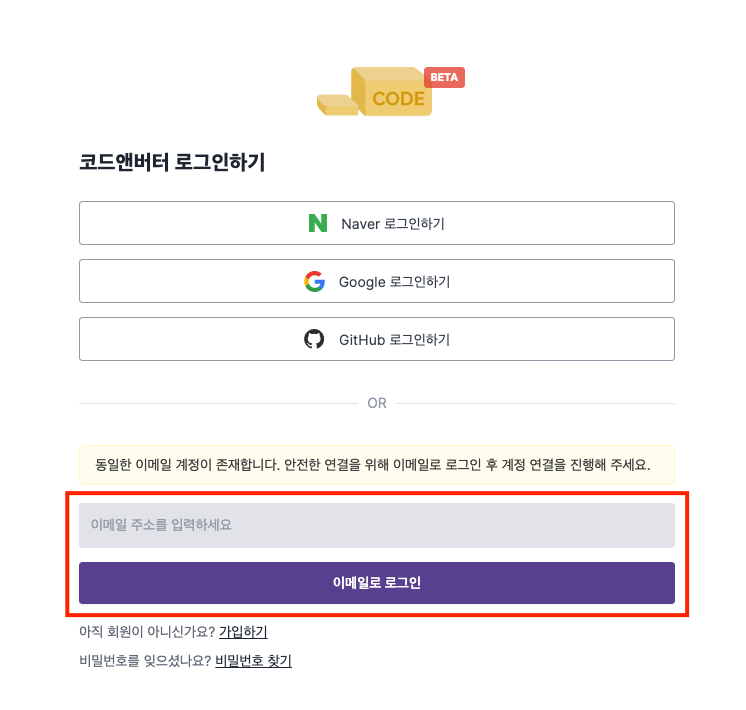 CODE
BETA
코드앤버터 로그인하기
Naver 로그인하기
Google 로그인하기
GitHub 로그인하기
OR
동일한 이메일 계정이 존재합니다. 안전한 연결을 위해 이메일로 로그인 후 계정 연결을 진행해 주세요.
이메일 주소를 입력하세요
이메일로 로그인
아직 회원이 아니신가요? 가입하기
비밀번호를 잊으셨나요? 비밀번호 찾기